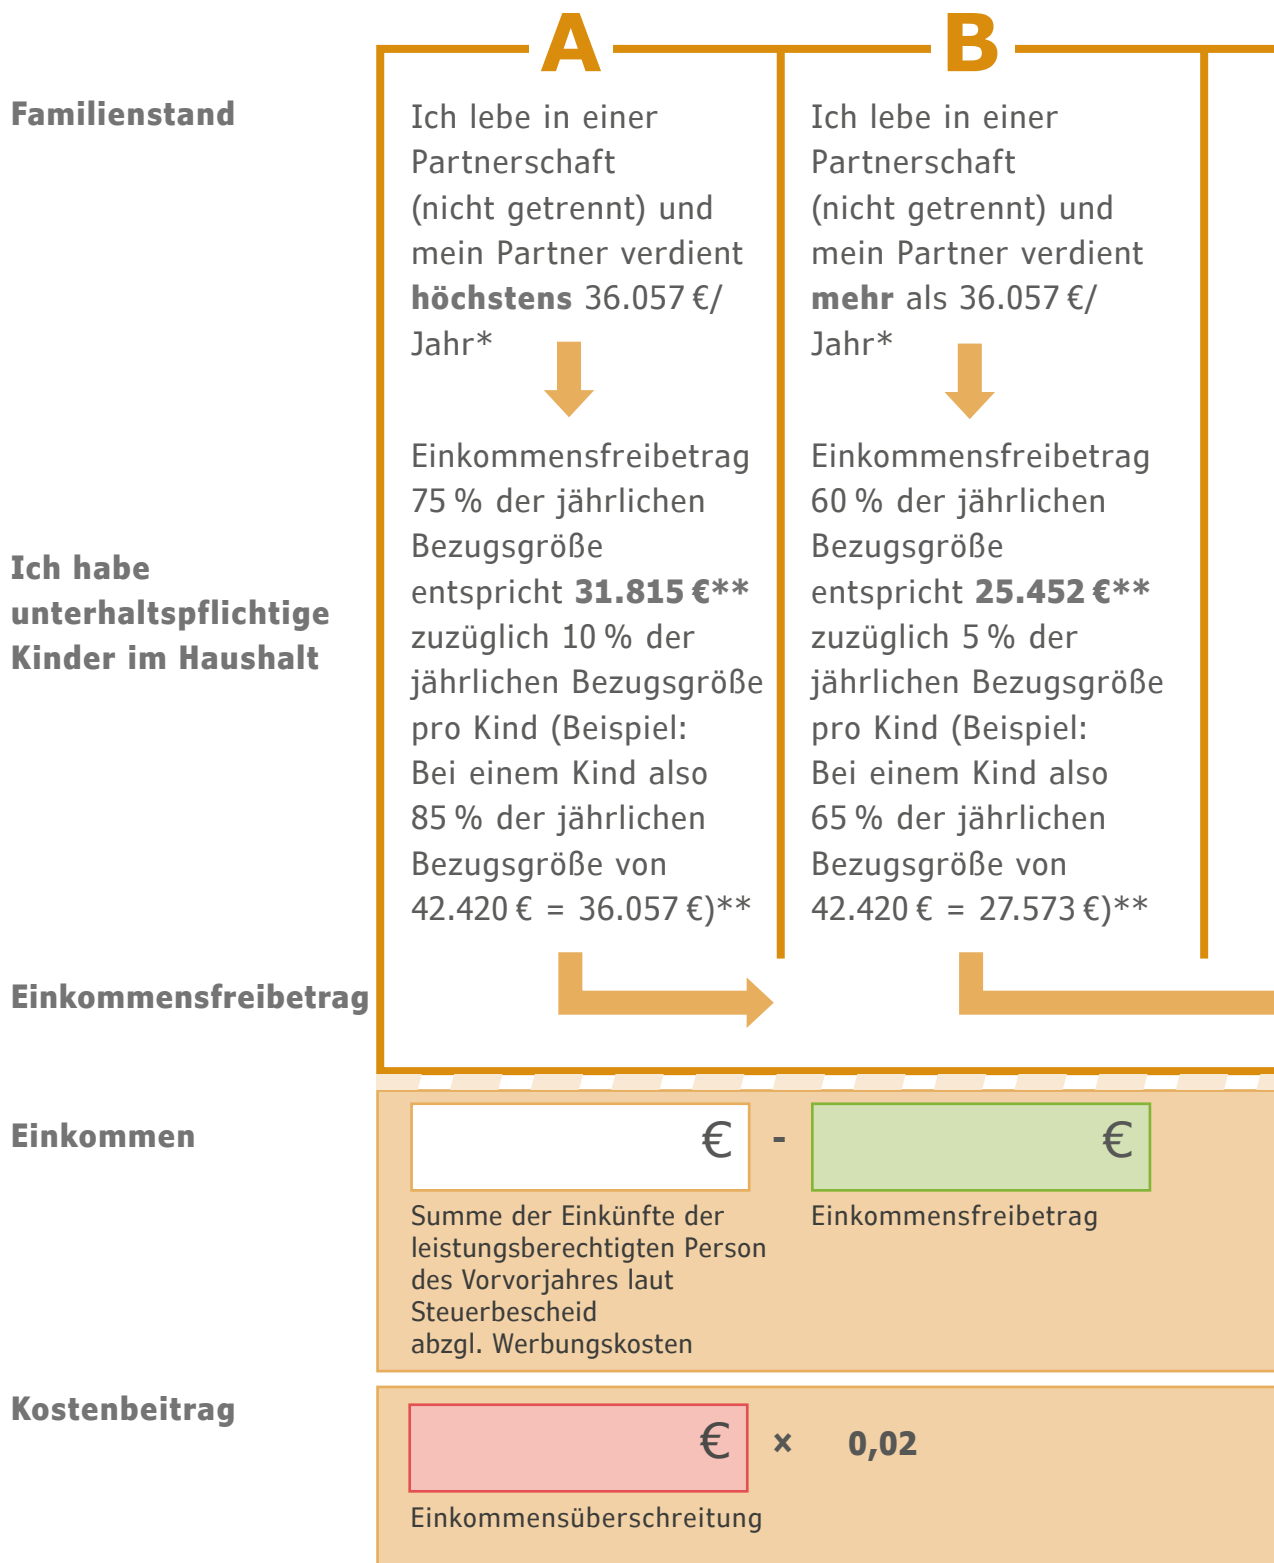 A
B
Familienstand
Ich lebe in einer
Partnerschaft
(nicht getrennt) und
mein Partner verdient
höchstens 36.057 €/
Jahr*
Ich lebe in einer
Partnerschaft
(nicht getrennt) und
mein Partner verdient
mehr als 36.057 €/
Jahr*
Ich habe
unterhaltspflichtige
Kinder im Haushalt
Einkommensfreibetrag
75 % der jährlichen
Bezugsgröße
entspricht 31.815 €**
zuzüglich 10 % der
jährlichen Bezugsgröße
pro Kind (Beispiel:
Bei einem Kind also
85 % der jährlichen
Bezugsgröße von
42.420 € = 36.057 €)**
Einkommensfreibetrag
60 % der jährlichen
Bezugsgröße
entspricht 25.452 €**
zuzüglich 5 % der
jährlichen Bezugsgröße
pro Kind (Beispiel:
Bei einem Kind also
65 % der jährlichen
Bezugsgröße von
42.420 € = 27.573 €)**
Einkommensfreibetrag
Einkommen
€ - €
Summe der Einkünfte der
leistungsberechtigten Person
des Vorvorjahres laut
Steuerbescheid
abzgl. Werbungskosten
Einkommensfreibetrag
Kostenbeitrag
€ × 0,02
Einkommensüberschreitung